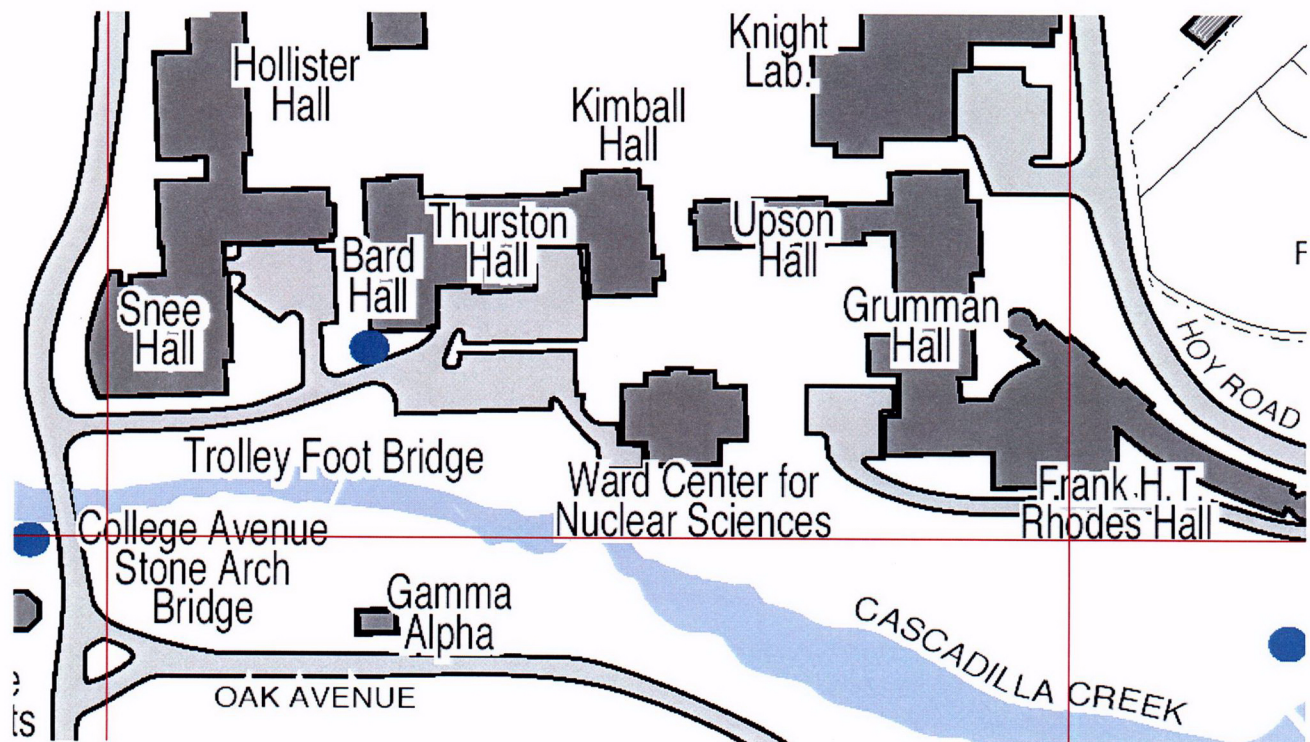 Hollister
Hall
Knight
Lab.
Kimball
Hall
Thurston
Hall
Upson
Hall
Bard
Hall
Snee
Hall
Grumman
Hall
HOY ROAD
F
Trolley Foot Bridge
Ward Center for
Nuclear Sciences
Frank H.T.
Rhodes Hall
College Avenue
Stone Arch
Bridge
Gamma
Alpha
CASCADILLA CREEK
OAK AVENUE
e
ts